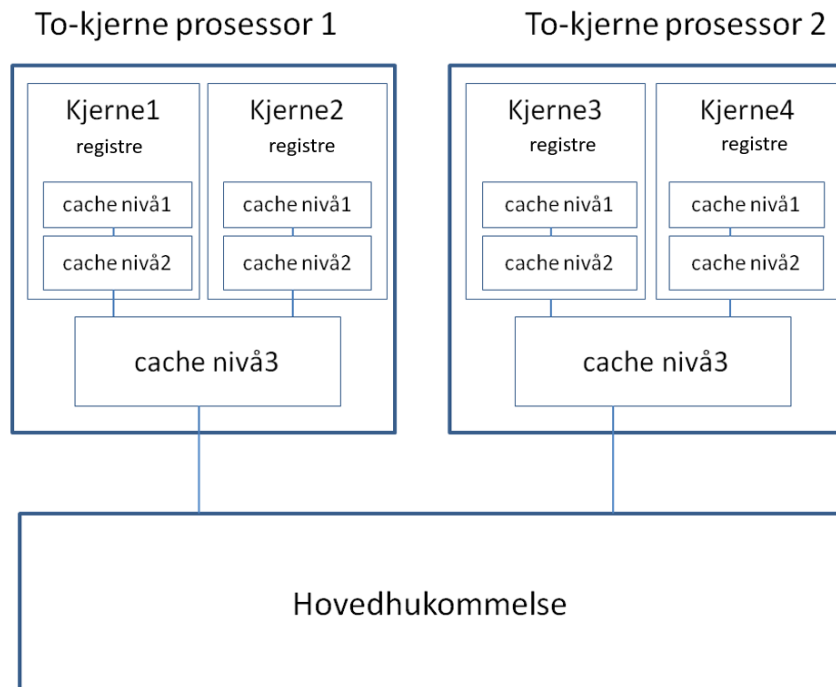 To-kjerne prosessor 1
To-kjerne prosessor 2
Kjerne1
registre
cache nivå1
cache nivå2
Kjerne2
registre
cache nivå1
cache nivå2
cache nivå3
Kjerne3
registre
cache nivå1
cache nivå2
Kjerne4
registre
cache nivå1
cache nivå2
cache nivå3
Hovedhukommelse